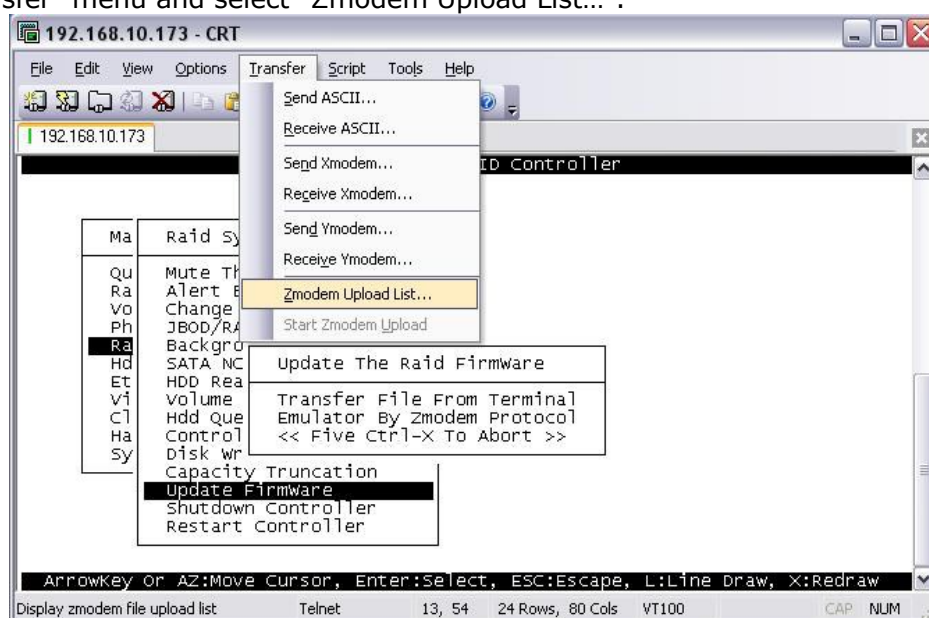 sfer" menu and select "Zmodem Upload List…".
192.168.10.173 - CRT
File Edit View Options Transfer Script Tools Help
Send ASCII...
Receive ASCII...
192.168.10.173
Send Xmodem...
ID Controller
Receive Xmodem...
Send Ymodem...
Receive Ymodem...
Zmodem Upload List...
Start Zmodem Upload
Ma Raid Sy
Qu Mute Th
Ra Alert B
Vo Change
Ph JBOD/RA
Ra Backgro
Hd SATA NC
Et HDD Rea
Vi Volume
Cl Hdd Que
Ha Control
Sy Disk Wr
Capacity Truncation
Update FirmWare
Shutdown Controller
Restart Controller
Update The Raid FirmWare
Transfer File From Terminal
Emulator By Zmodem Protocol
<< Five Ctrl-X To Abort >>
ArrowKey Or AZ:Move Cursor, Enter:Select, ESC:Escape, L:Line Draw, X:Redraw
Display zmodem file upload list Telnet 13, 54 24 Rows, 80 Cols VT100 CAP NUM